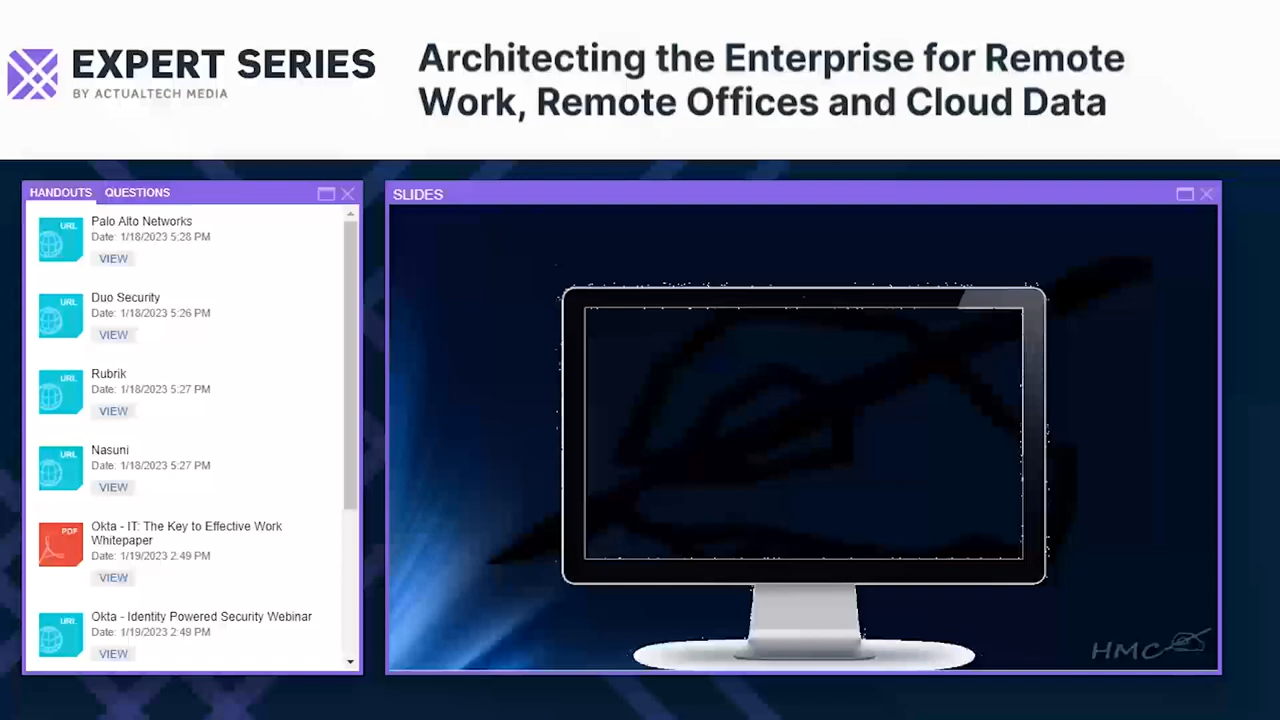 EXPERT SERIES
BY ACTUALTECH MEDIA
Architecting the Enterprise for Remote
Work, Remote Offices and Cloud Data
HANDOUTS QUESTIONS
URL
Palo Alto Networks
Date: 1/18/2023 5:28 PM
VIEW
URL
Duo Security
Date: 1/18/2023 5:26 PM
VIEW
URL
Rubrik
Date: 1/18/2023 5:27 PM
VIEW
URL
Nasuni
Date: 1/18/2023 5:27 PM
VIEW
PDF
Okta - IT: The Key to Effective Work
Whitepaper
Date: 1/19/2023 2:49 PM
VIEW
URL
Okta - Identity Powered Security Webinar
Date: 1/19/2023 2:49 PM
VIEW
SLIDES
HMC